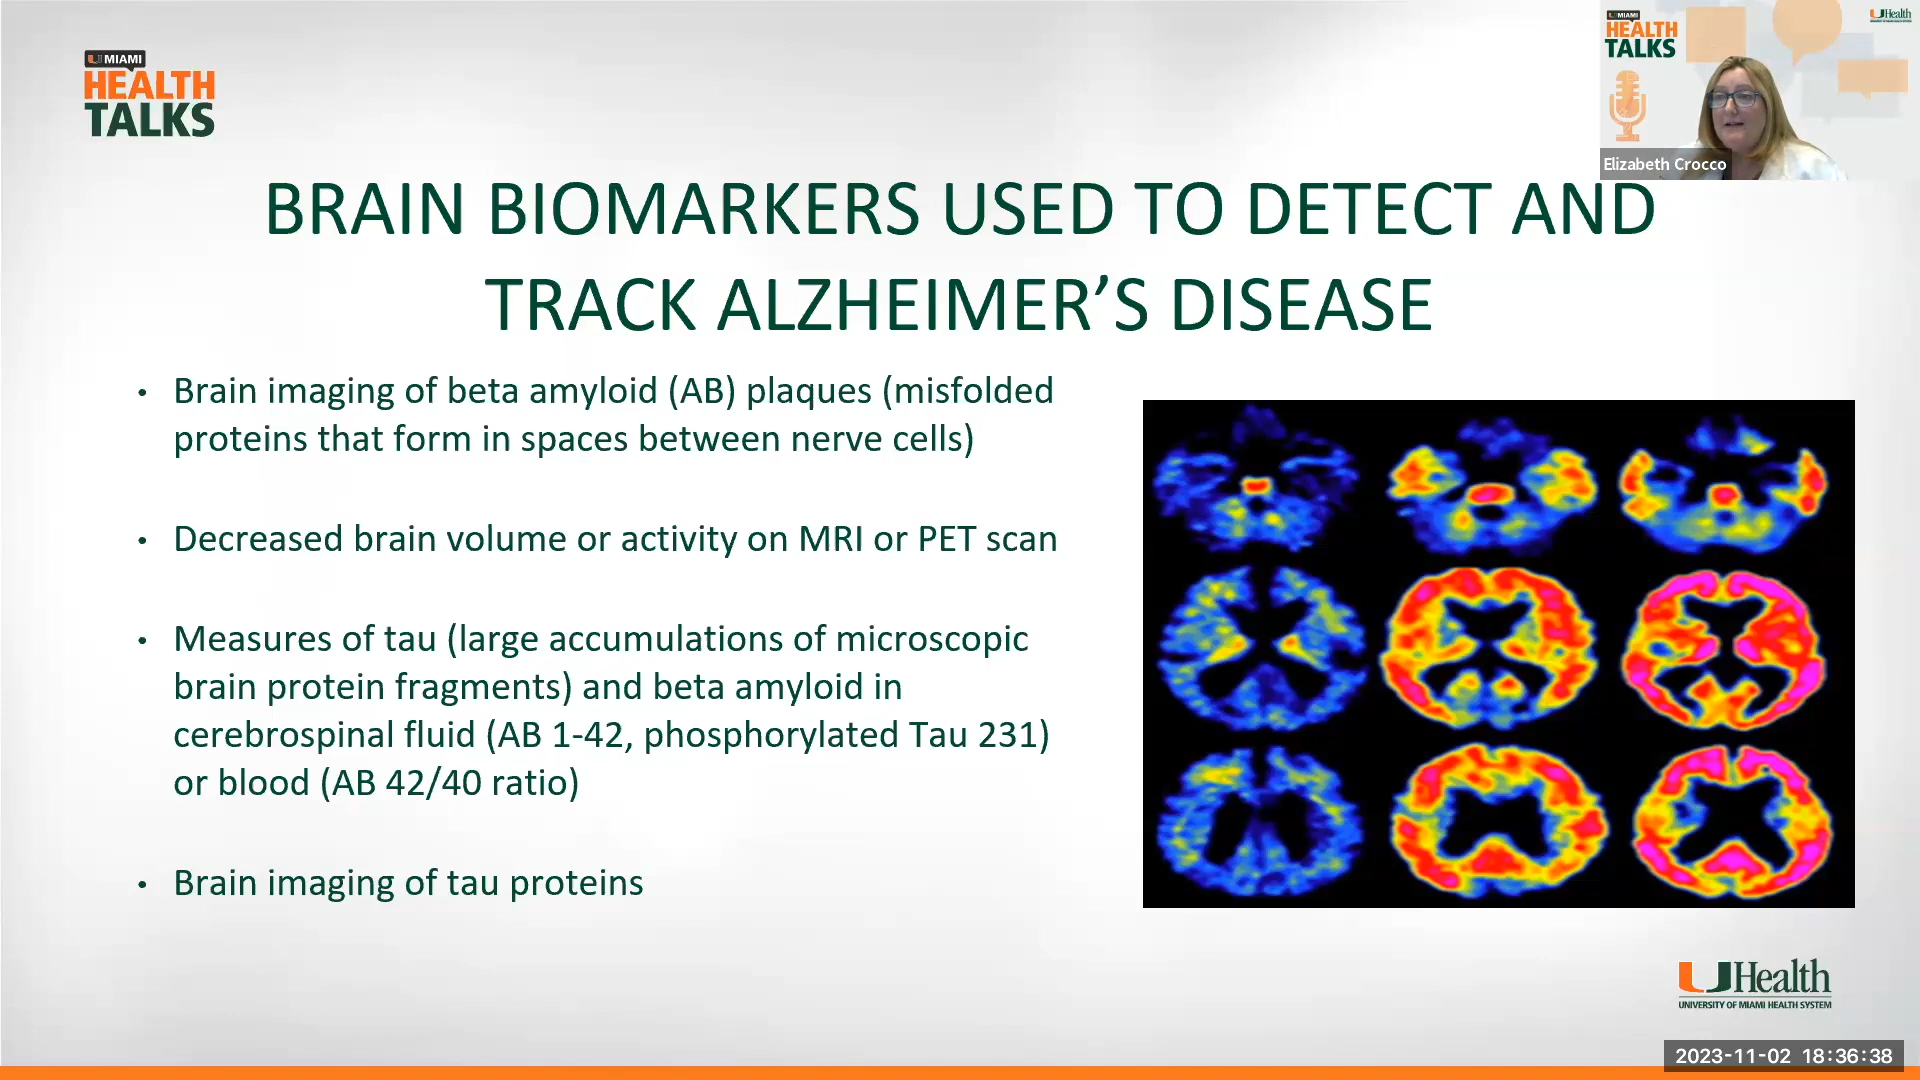 U MIAMI
HEALTH
TALKS
U MIAMI
HEALTH
TALKS
UHealth
Elizabeth Crocco
BRAIN BIOMARKERS USED TO DETECT AND
TRACK ALZHEIMER’S DISEASE
• Brain imaging of beta amyloid (AB) plaques (misfolded
proteins that form in spaces between nerve cells)
• Decreased brain volume or activity on MRI or PET scan
• Measures of tau (large accumulations of microscopic
brain protein fragments) and beta amyloid in
cerebrospinal fluid (AB 1-42, phosphorylated Tau 231)
or blood (AB 42/40 ratio)
• Brain imaging of tau proteins
UHealth
UNIVERSITY OF MIAMI HEALTH SYSTEM
2023-11-02 18:36:38